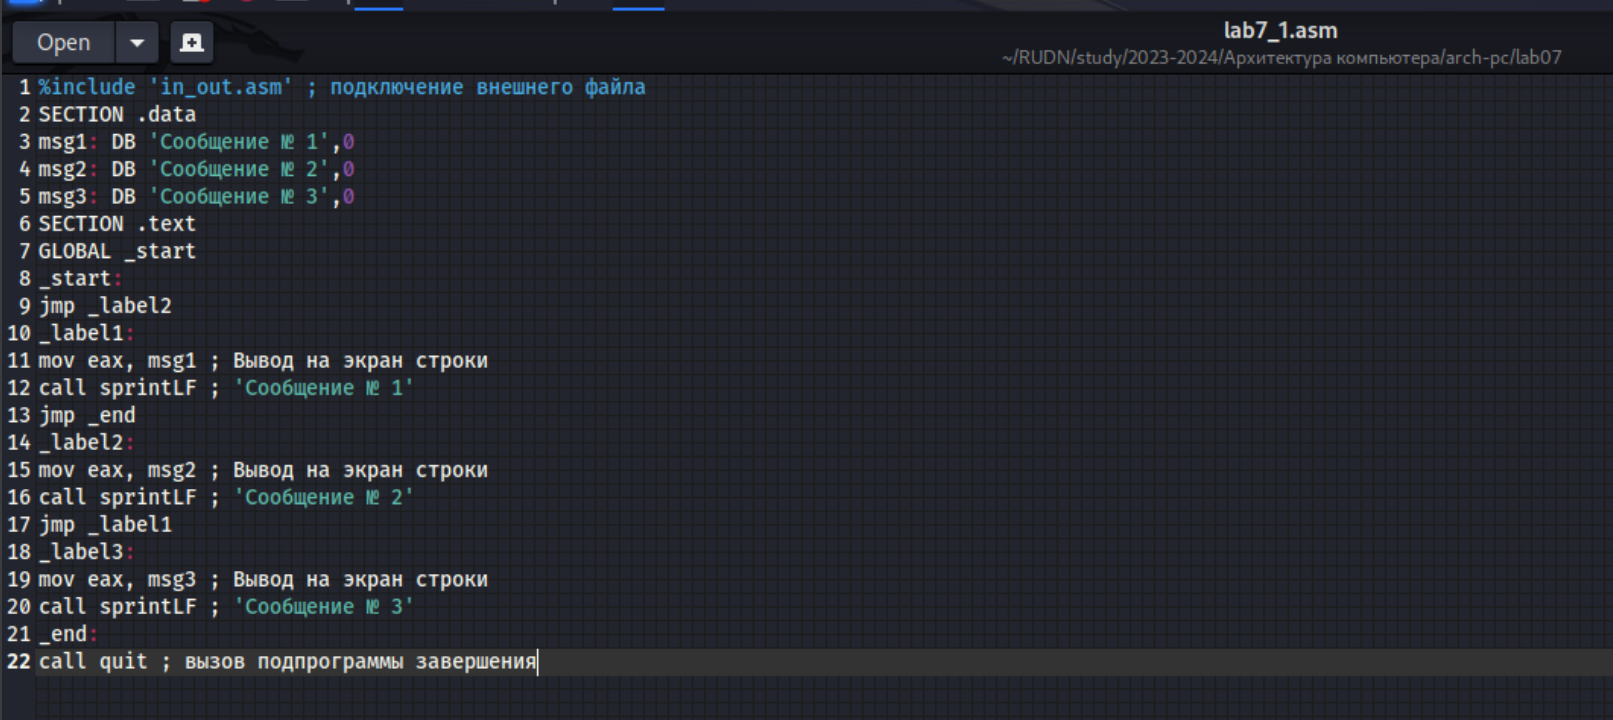 Open
lab7_1.asm
~/RUDN/study/2023-2024/Архитектура компьютера/arch-pc/lab07
1 %include 'in_out.asm' ; подключение внешнего файла
2 SECTION .data
3 msg1: DB 'Сообщение № 1',0
4 msg2: DB 'Сообщение № 2',0
5 msg3: DB 'Сообщение № 3',0
6 SECTION .text
7 GLOBAL _start
8 _start:
9 jmp _label2
10 _label1:
11 mov eax, msg1 ; Вывод на экран строки
12 call sprintLF ; 'Сообщение № 1'
13 jmp _end
14 _label2:
15 mov eax, msg2 ; Вывод на экран строки
16 call sprintLF ; 'Сообщение № 2'
17 jmp _label1
18 _label3:
19 mov eax, msg3 ; Вывод на экран строки
20 call sprintLF ; 'Сообщение № 3'
21 _end:
22 call quit ; вызов подпрограммы завершения